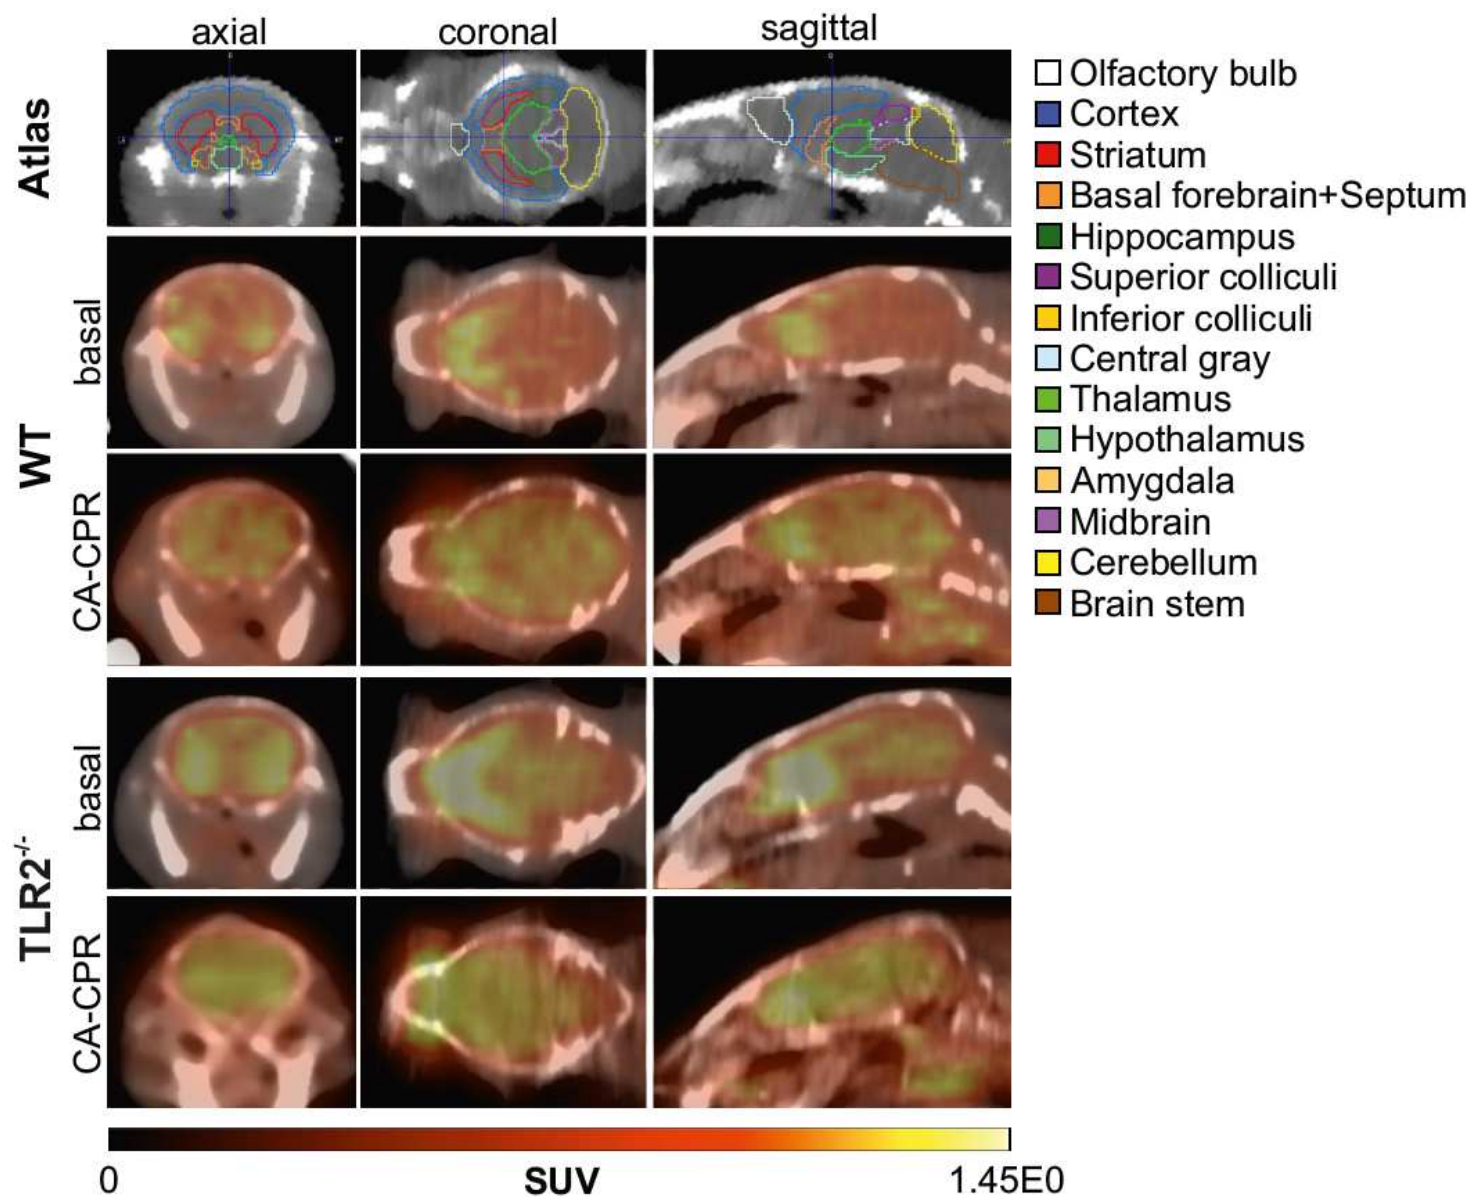 axial coronal sagittal
Atlas
Olfactory bulb
Cortex
Striatum
Basal forebrain+Septum
Hippocampus
Superior colliculi
Inferior colliculi
Central gray
Thalamus
Hypothalamus
Amygdala
Midbrain
Cerebellum
Brain stem
WT
basal
CA-CPR
TLR2-/-
basal
CA-CPR
0 SUV 1.45E0